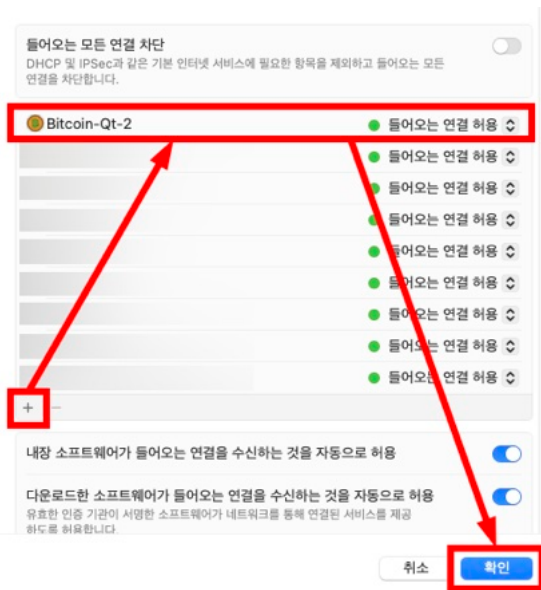 들어오는 모든 연결 차단
DHCP 및 IPSec과 같은 기본 인터넷 서비스에 필요한 항목을 제외하고 들어오는 모든
연결을 차단합니다.
Bitcoin-Qt-2 들어오는 연결 허용
들어오는 연결 허용
들어오는 연결 허용
들어오는 연결 허용
들어오는 연결 허용
들어오는 연결 허용
들어오는 연결 허용
들어오는 연결 허용
들어오는 연결 허용
+ −
내장 소프트웨어가 들어오는 연결을 수신하는 것을 자동으로 허용
다운로드한 소프트웨어가 들어오는 연결을 수신하는 것을 자동으로 허용
유효한 인증 기관이 서명한 소프트웨어가 네트워크를 통해 연결된 서비스를 제공
하도록 허용합니다.
취소 확인